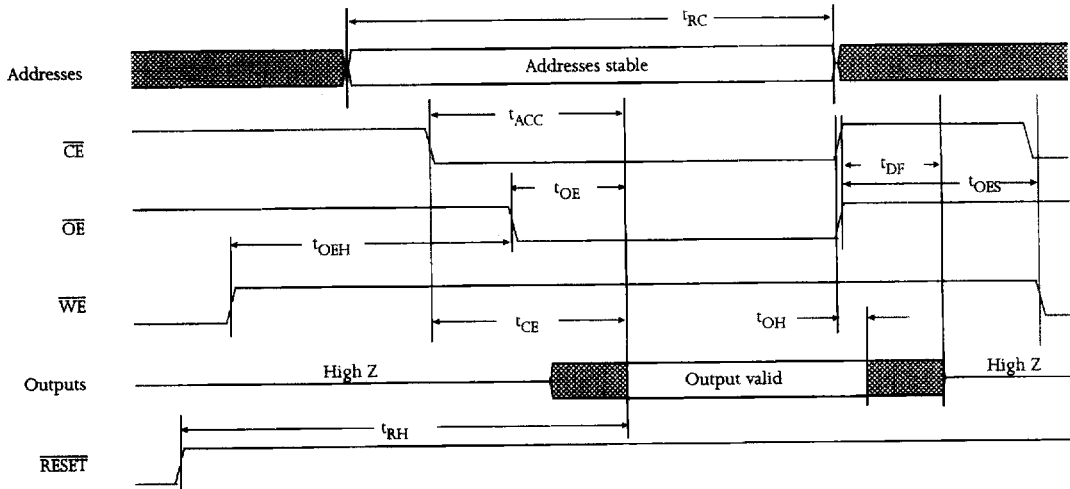 tRC
Addresses
Addresses stable
tACC
CE
tDF
tOE
tOES
OE
tOEH
WE
tCE
tOH
High Z
Outputs
Output valid
High Z
tRH
RESET